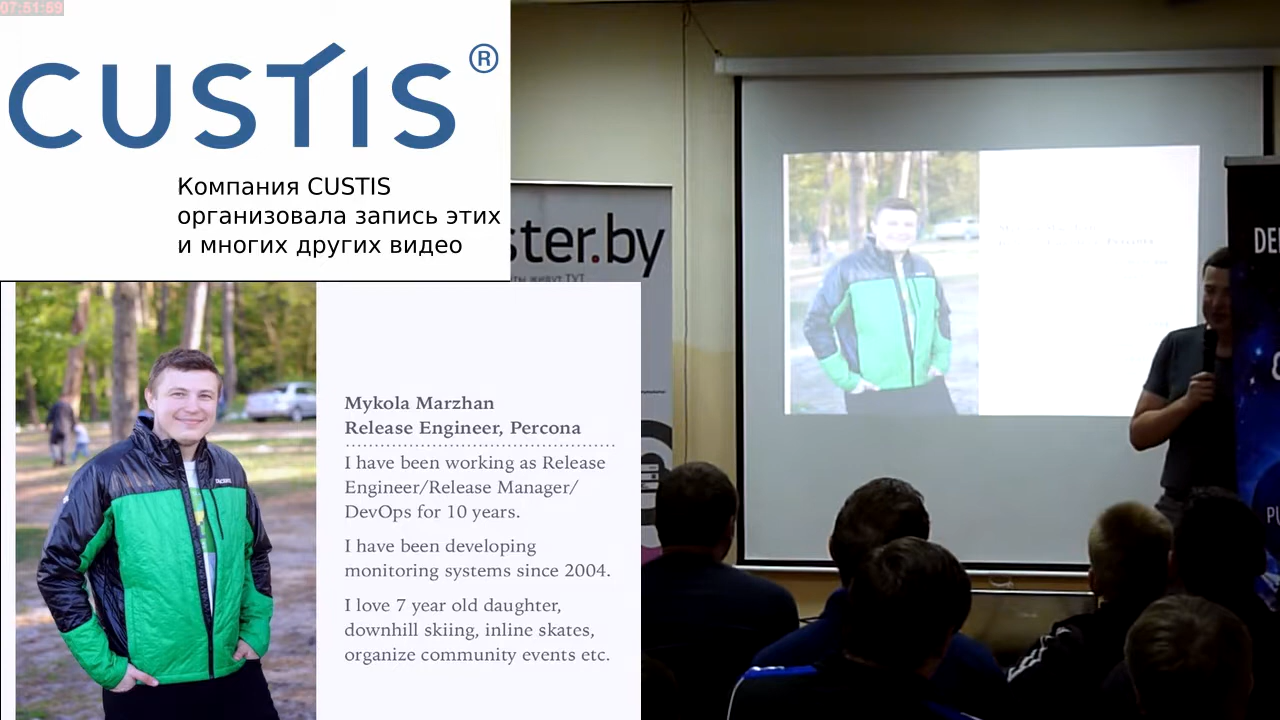 07:51:59
CUSTIS®
Компания CUSTIS
организовала запись этих
и многих других видео
ster.by
Mykola Marzhan
Release Engineer, Percona
I have been working as Release
Engineer/Release Manager/
DevOps for 10 years.
I have been developing
monitoring systems since 2004.
I love 7 year old daughter,
downhill skiing, inline skates,
organize community events etc.
DE